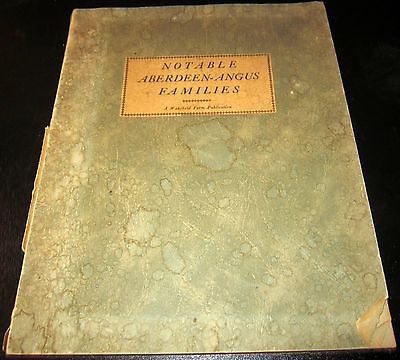 NOTABLE
ABERDEEN-ANGUS
FAMILIES
A Wakefield Farm Publication